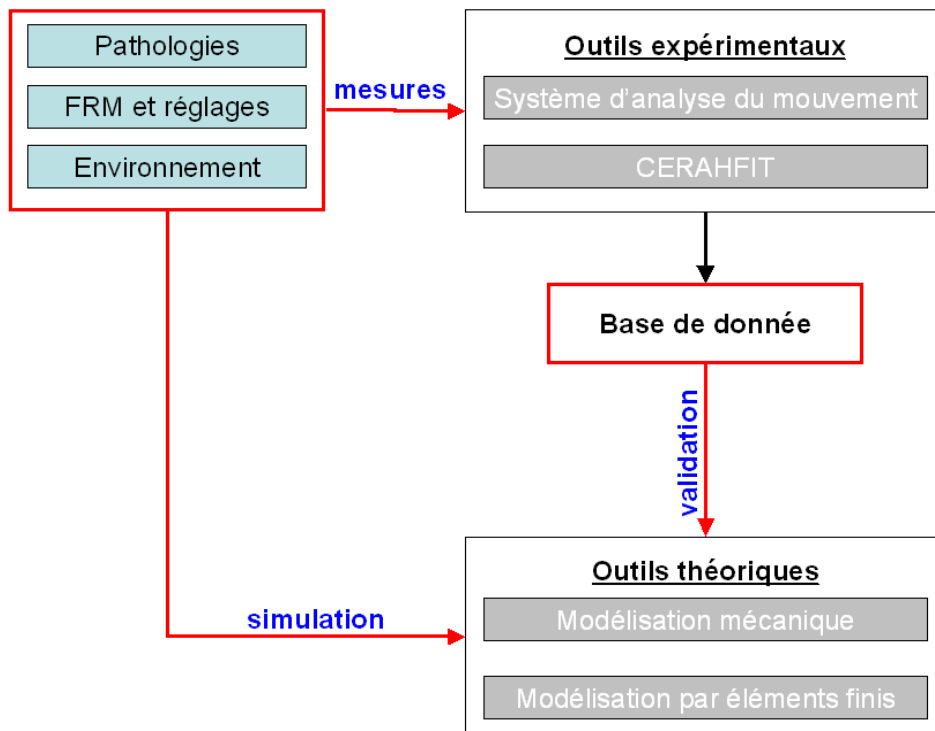 Pathologies
FRM et réglages
Environnement
mesures
Outils expérimentaux
Système d'analyse du mouvement
CERAHFIT
Base de donnée
validation
simulation
Outils théoriques
Modélisation mécanique
Modélisation par éléments finis